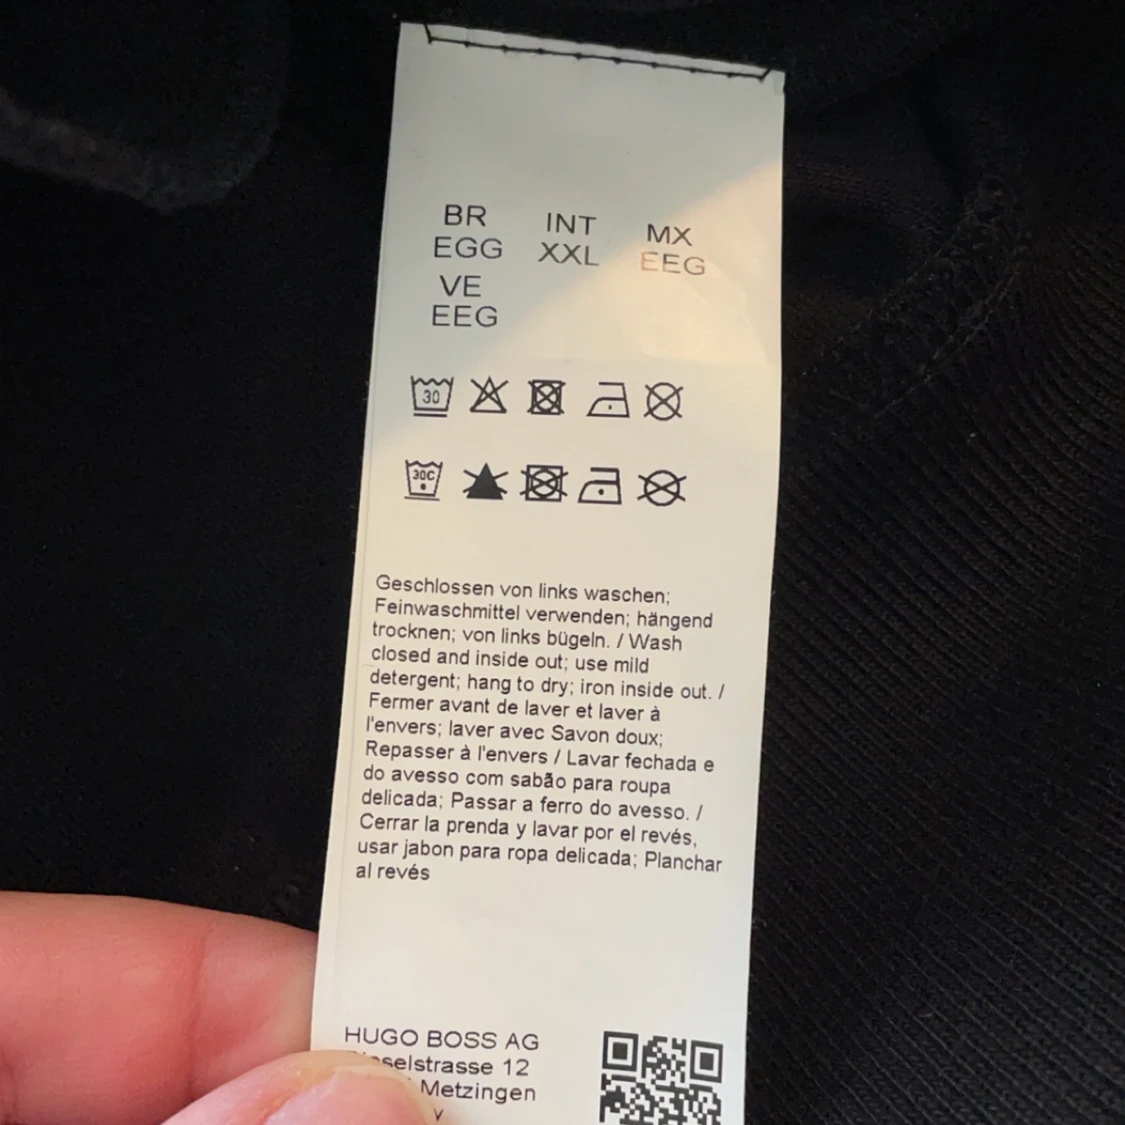 BR INT MX
EGG XXL EEG
VE
EEG
30
30C
Geschlossen von links waschen;
Feinwaschmittel verwenden; hängend
trocknen; von links bügeln. / Wash
closed and inside out; use mild
detergent; hang to dry; iron inside out. /
Fermer avant de laver et laver à
l'envers; laver avec Savon doux;
Repasser à l'envers / Lavar fechada e
do avesso com sabão para roupa
delicada; Passar a ferro do avesso. /
Cerrar la prenda y lavar por el revés,
usar jabon para ropa delicada; Planchar
al revés
HUGO BOSS AG
12
Metzingen